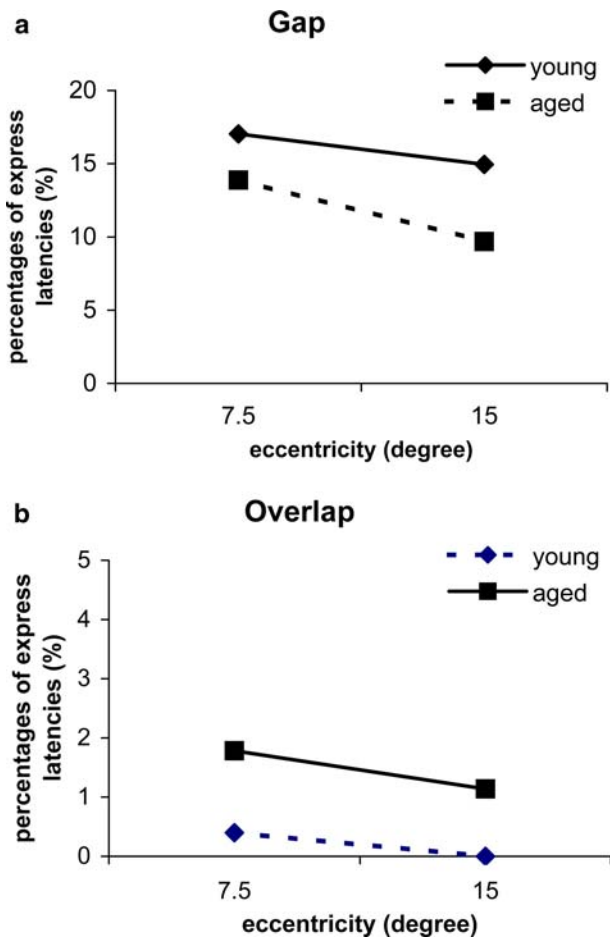 a
Gap
young
aged
percentages of express
latencies (%)
20
15
10
5
0
7.5 15
eccentricity (degree)
b
Overlap
young
aged
percentages of express
latencies (%)
5
4
3
2
1
0
7.5 15
eccentricity (degree)